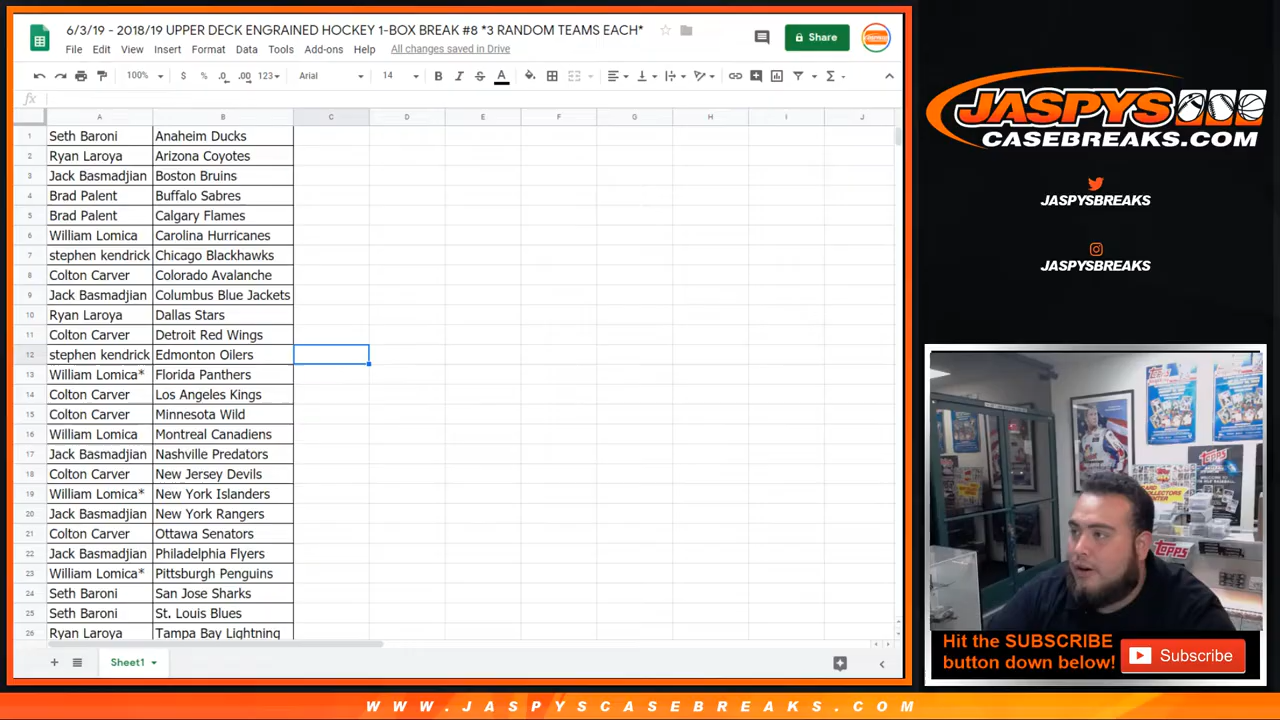 6/3/19 - 2018/19 UPPER DECK ENGRAINED HOCKEY 1-BOX BREAK #8 *3 RANDOM TEAMS EACH*
File Edit View Insert Format Data Tools Add-ons Help All changes saved in Drive
Share
100% $ % .0 .00 123 Arial 14 B I S A
fx
A B C D E F G H I J
1 Seth Baroni Anaheim Ducks
2 Ryan Laroya Arizona Coyotes
3 Jack Basmadjian Boston Bruins
4 Brad Palent Buffalo Sabres
5 Brad Palent Calgary Flames
6 William Lomica Carolina Hurricanes
7 stephen kendrick Chicago Blackhawks
8 Colton Carver Colorado Avalanche
9 Jack Basmadjian Columbus Blue Jackets
10 Ryan Laroya Dallas Stars
11 Colton Carver Detroit Red Wings
12 stephen kendrick Edmonton Oilers
13 William Lomica* Florida Panthers
14 Colton Carver Los Angeles Kings
15 Colton Carver Minnesota Wild
16 William Lomica Montreal Canadiens
17 Jack Basmadjian Nashville Predators
18 Colton Carver New Jersey Devils
19 William Lomica* New York Islanders
20 Jack Basmadjian New York Rangers
21 Colton Carver Ottawa Senators
22 Jack Basmadjian Philadelphia Flyers
23 William Lomica* Pittsburgh Penguins
24 Seth Baroni San Jose Sharks
25 Seth Baroni St. Louis Blues
26 Ryan Laroya Tampa Bay Lightning
Sheet1
JASPYS
CASEBREAKS.COM
JASPYSBREAKS
JASPYSBREAKS
Topps
Topps
TOPPS
Topps
Hit the SUBSCRIBE
button down below!
Subscribe
WWW.JASPYSCASEBREAKS.COM